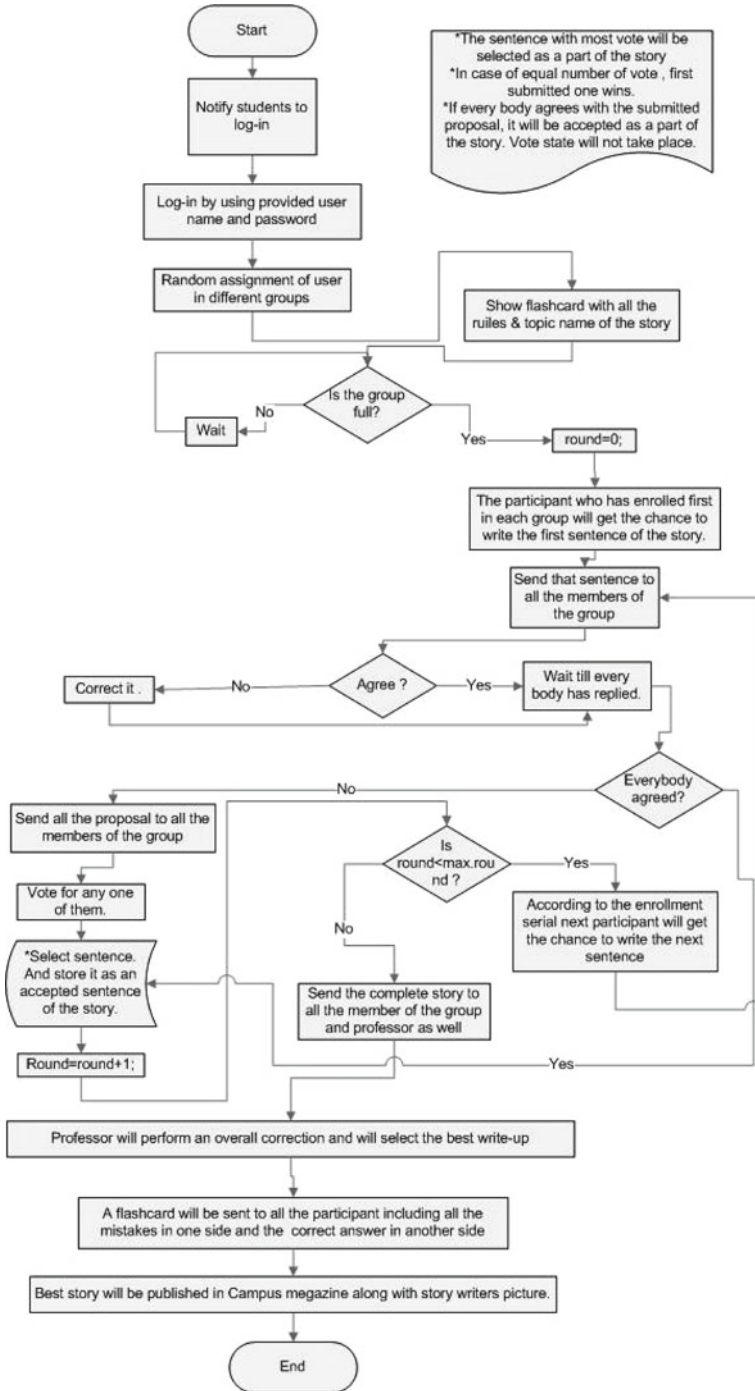 Start
*The sentence with most vote will be
selected as a part of the story
*In case of equal number of vote , first
submitted one wins.
*If every body agrees with the submitted
proposal, it will be accepted as a part of
the story. Vote state will not take place.
Notify students to
log-in
Log-in by using provided user
name and password
Random assignment of user
in different groups
Show flashcard with all the
ruiles & topic name of the story
Is the group
full?
No
Wait
Yes
round=0;
The participant who has enrolled first
in each group will get the chance to
write the first sentence of the story.
Send that sentence to
all the members of
the group
Agree ?
No
Correct it .
Yes
Wait till every
body has replied.
Everybody
agreed?
No
Send all the proposal to all the
members of the group
Vote for any one
of them.
*Select sentence.
And store it as an
accepted sentence
of the story.
Round=round+1;
Is
round<max.rou
nd ?
Yes
According to the enrollment
serial next participant will get
the chance to write the next
sentence
No
Send the complete story to
all the member of the group
and professor as well
Yes
Professor will perform an overall correction and will select the best write-up
A flashcard will be sent to all the participant including all the
mistakes in one side and the correct answer in another side
Best story will be published in Campus megazine along with story writers picture.
End